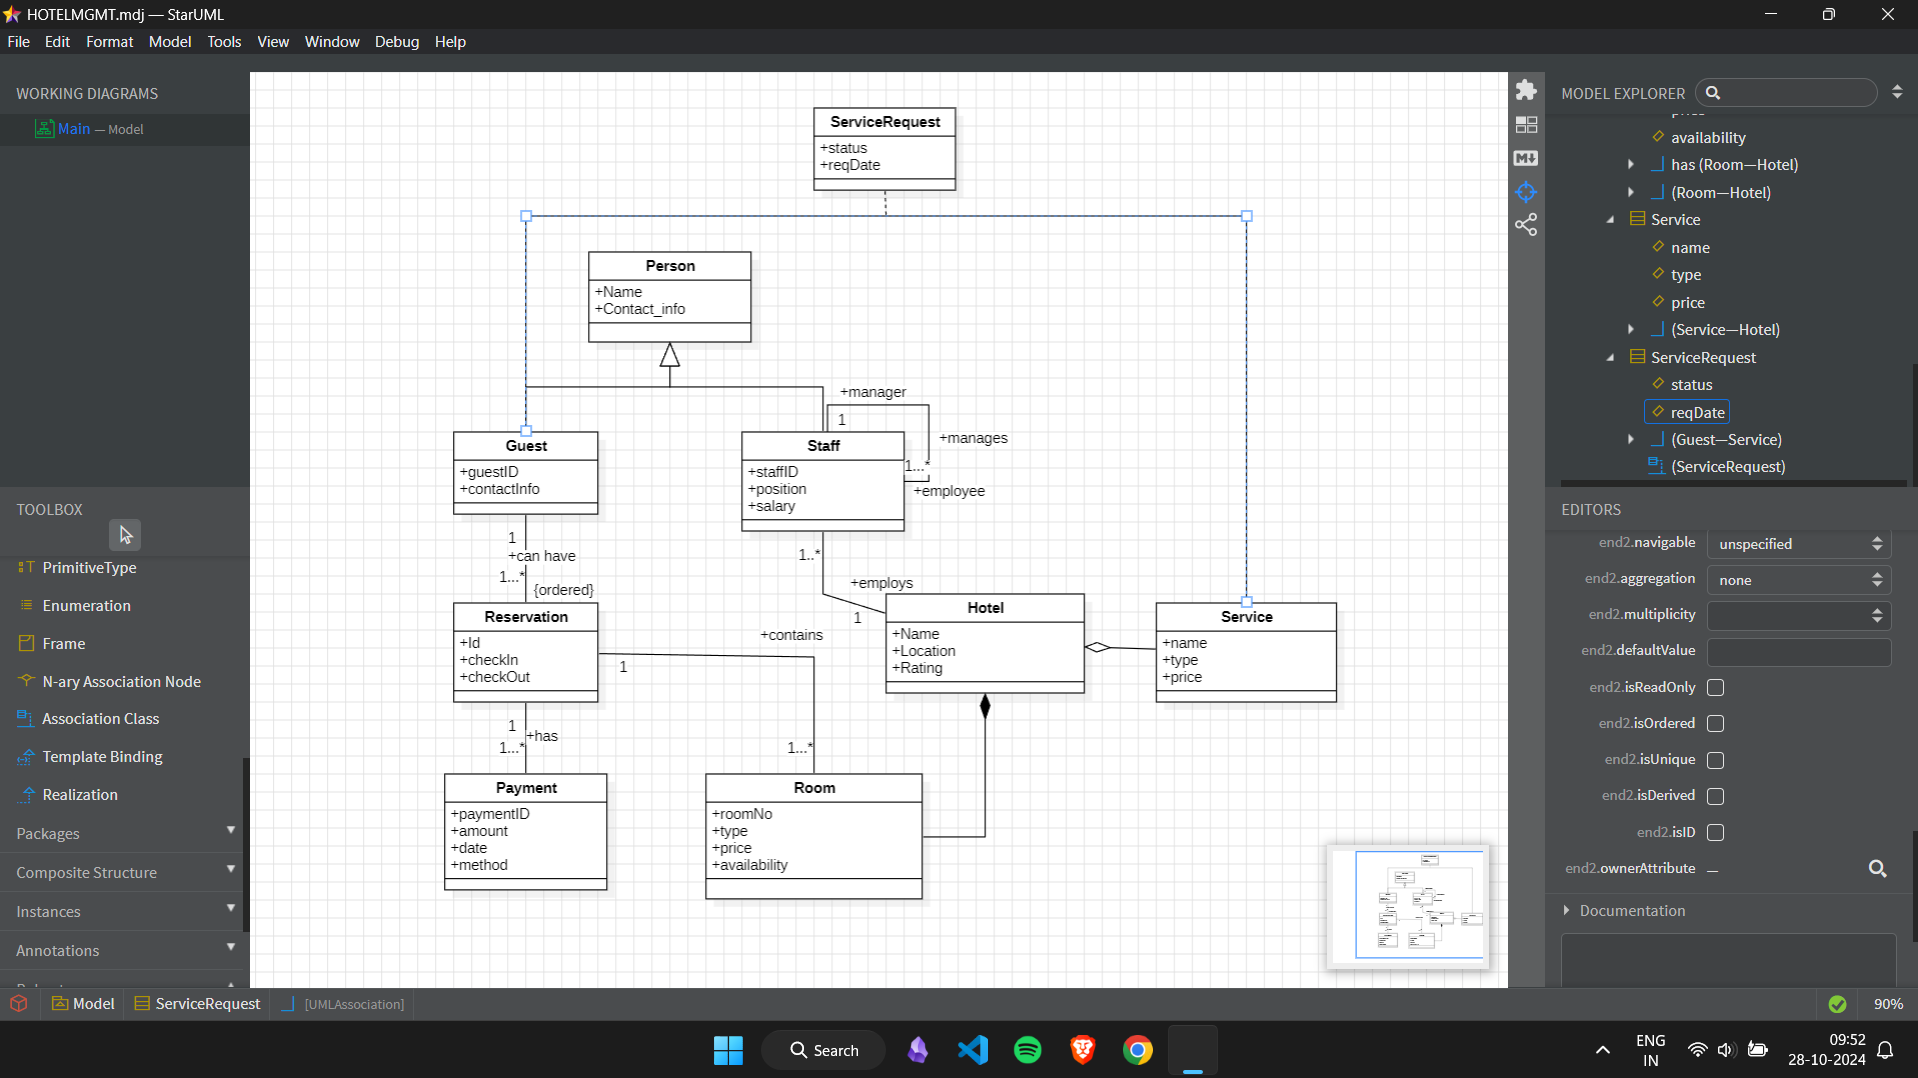 HOTELMGMT.mdj — StarUML
File Edit Format Model Tools View Window Debug Help
WORKING DIAGRAMS
Main — Model
TOOLBOX
PrimitiveType
Enumeration
Frame
N-ary Association Node
Association Class
Template Binding
Realization
Packages
Composite Structure
Instances
Annotations
ServiceRequest
+status
+reqDate
Person
+Name
+Contact_info
+manager
1
+manages
1...*
+employee
Guest
+guestID
+contactInfo
Staff
+staffID
+position
+salary
1
+can have
1...*
{ordered}
1..*
+employs
1
Reservation
+Id
+checkIn
+checkOut
+contains
1
1...*
Hotel
+Name
+Location
+Rating
Service
+name
+type
+price
1
+has
1...*
Payment
+paymentID
+amount
+date
+method
Room
+roomNo
+type
+price
+availability
MODEL EXPLORER
availability
has (Room—Hotel)
(Room—Hotel)
Service
name
type
price
(Service—Hotel)
ServiceRequest
status
reqDate
(Guest—Service)
(ServiceRequest)
EDITORS
end2.navigable unspecified
end2.aggregation none
end2.multiplicity
end2.defaultValue
end2.isReadOnly
end2.isOrdered
end2.isUnique
end2.isDerived
end2.isID
end2.ownerAttribute —
Documentation
Model ServiceRequest [UMLAssociation]
90%
Search
ENG
IN
09:52
28-10-2024